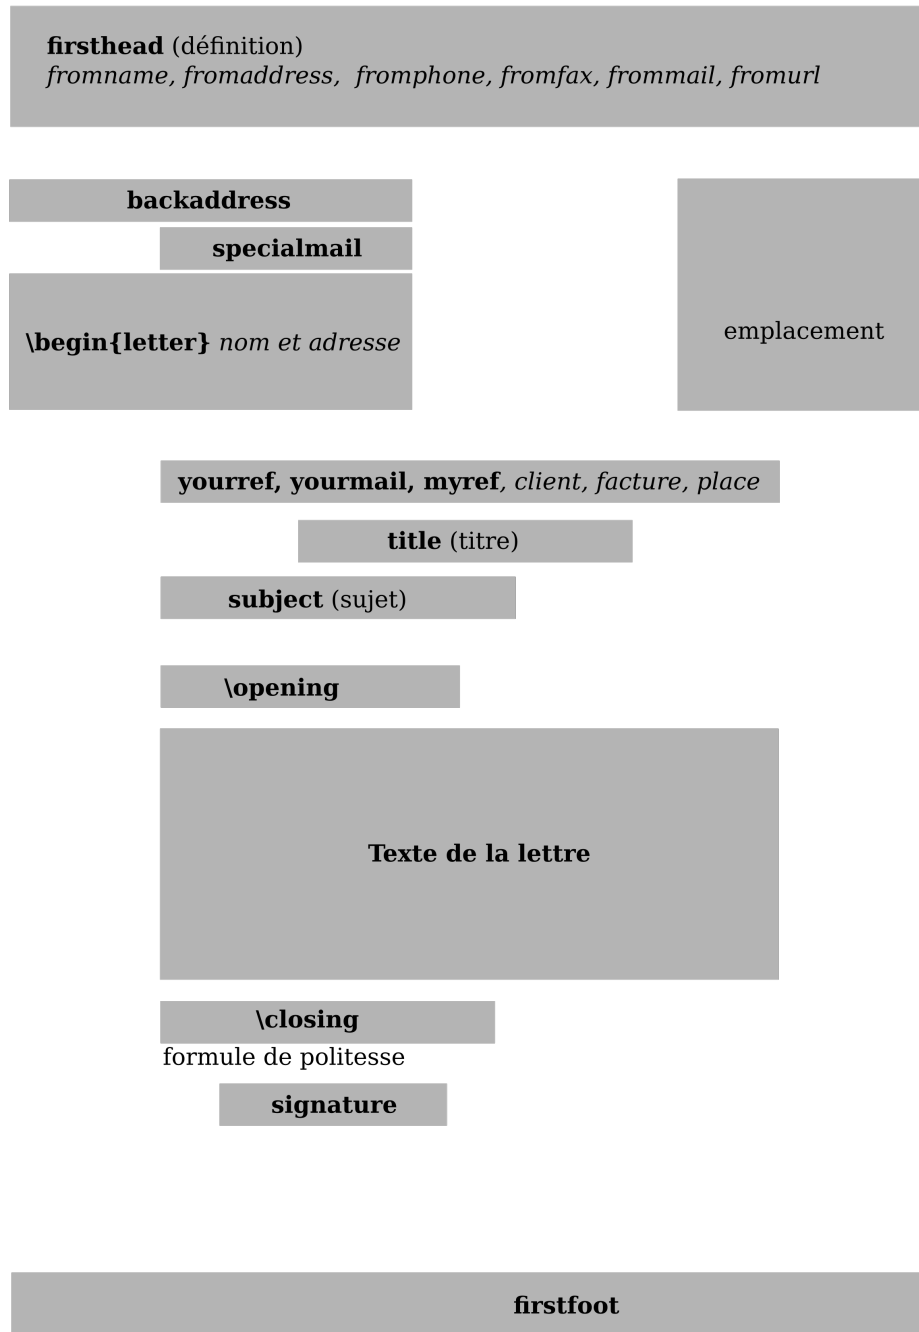 firsthead (définition)
fromname, fromaddress, fromphone, fromfax, frommail, fromurl
backaddress
specialmail
\begin{letter} nom et adresse
emplacement
yourref, yourmail, myref, client, facture, place
title (titre)
subject (sujet)
\opening
Texte de la lettre
\closing
formule de politesse
signature
firstfoot